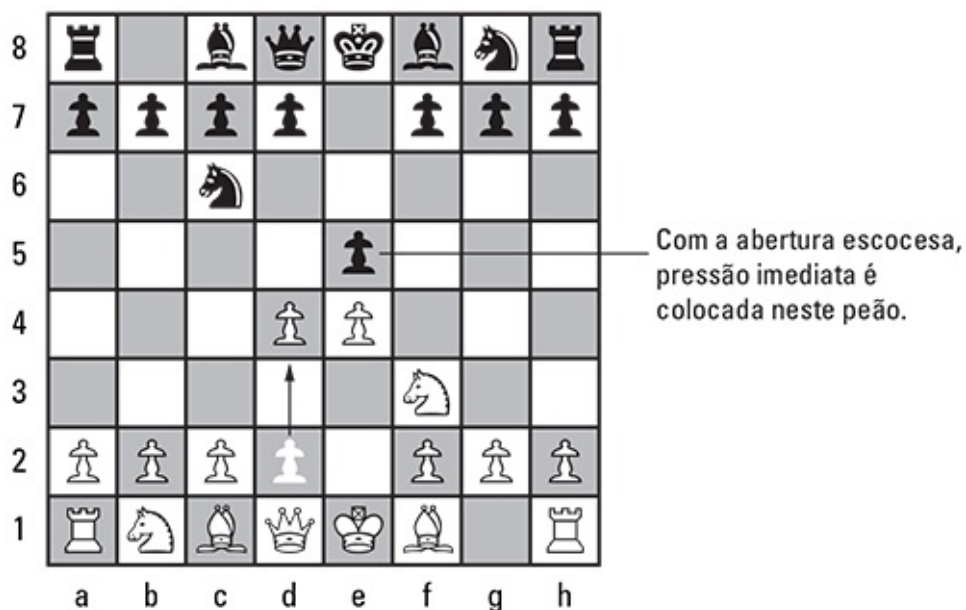 8
7
6
5
4
3
2
1
a b c d e f g h
Com a abertura escocesa,
pressão imediata é
colocada neste peão.